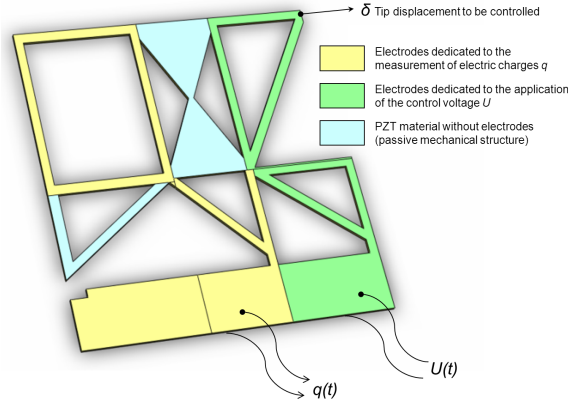 δ Tip displacement to be controlled
Electrodes dedicated to the
measurement of electric charges q
Electrodes dedicated to the application
of the control voltage U
PZT material without electrodes
(passive mechanical structure)
U(t)
q(t)